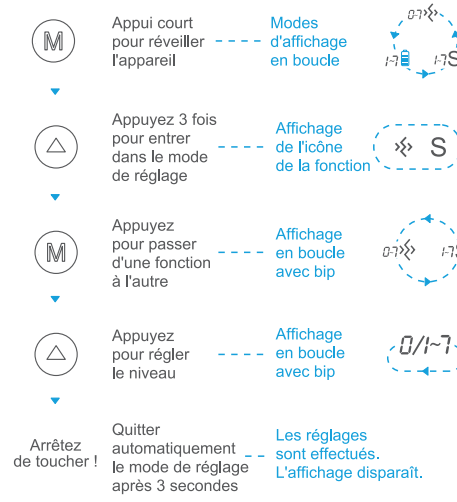 M
Appui court
pour réveiller
l'appareil
Modes
d'affichage
en boucle
0-7
1-7
1-7S
Appuyez 3 fois
pour entrer
dans le mode
de réglage
Affichage
de l'icône
de la fonction
S
M
Appuyez
pour passer
d'une fonction
à l'autre
Affichage
en boucle
avec bip
0-7
1-7S
Appuyez
pour régler
le niveau
Affichage
en boucle
avec bip
0/1~7
Arrêtez
de toucher !
Quitter
automatiquement
le mode de réglage
après 3 secondes
Les réglages
sont effectués.
L'affichage disparaît.